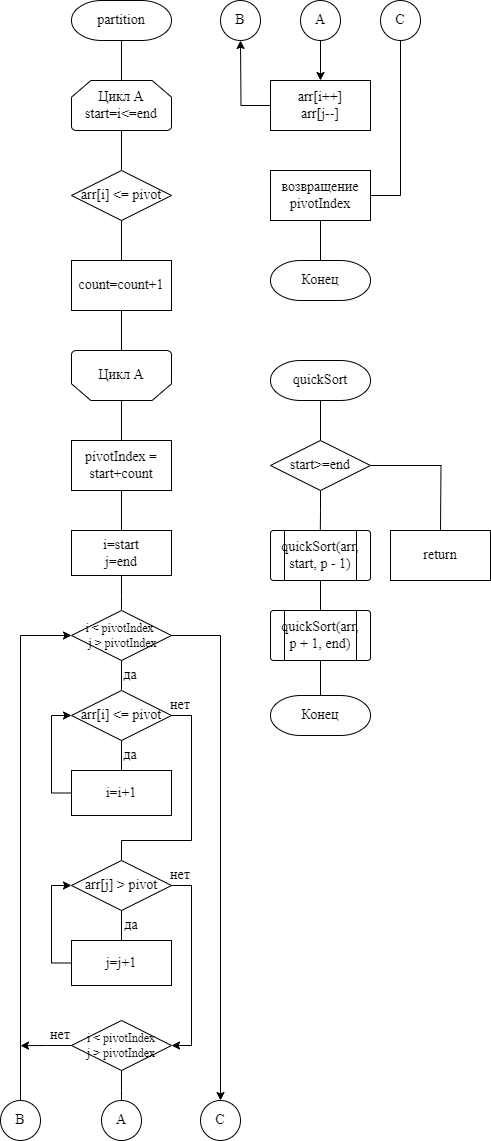 partition
Цикл А
start=i<=end
arr[i] <= pivot
count=count+1
Цикл А
pivotIndex =
start+count
i=start
j=end
i < pivotIndex
j > pivotIndex
да
arr[i] <= pivot
нет
да
i=i+1
arr[j] > pivot
нет
да
j=j+1
i < pivotIndex
j > pivotIndex
нет
B
A
C
B
A
C
arr[i++]
arr[j--]
возвращение
pivotIndex
Конец
quickSort
start>=end
quickSort(arr,
start, p - 1)
return
quickSort(arr,
p + 1, end)
Конец